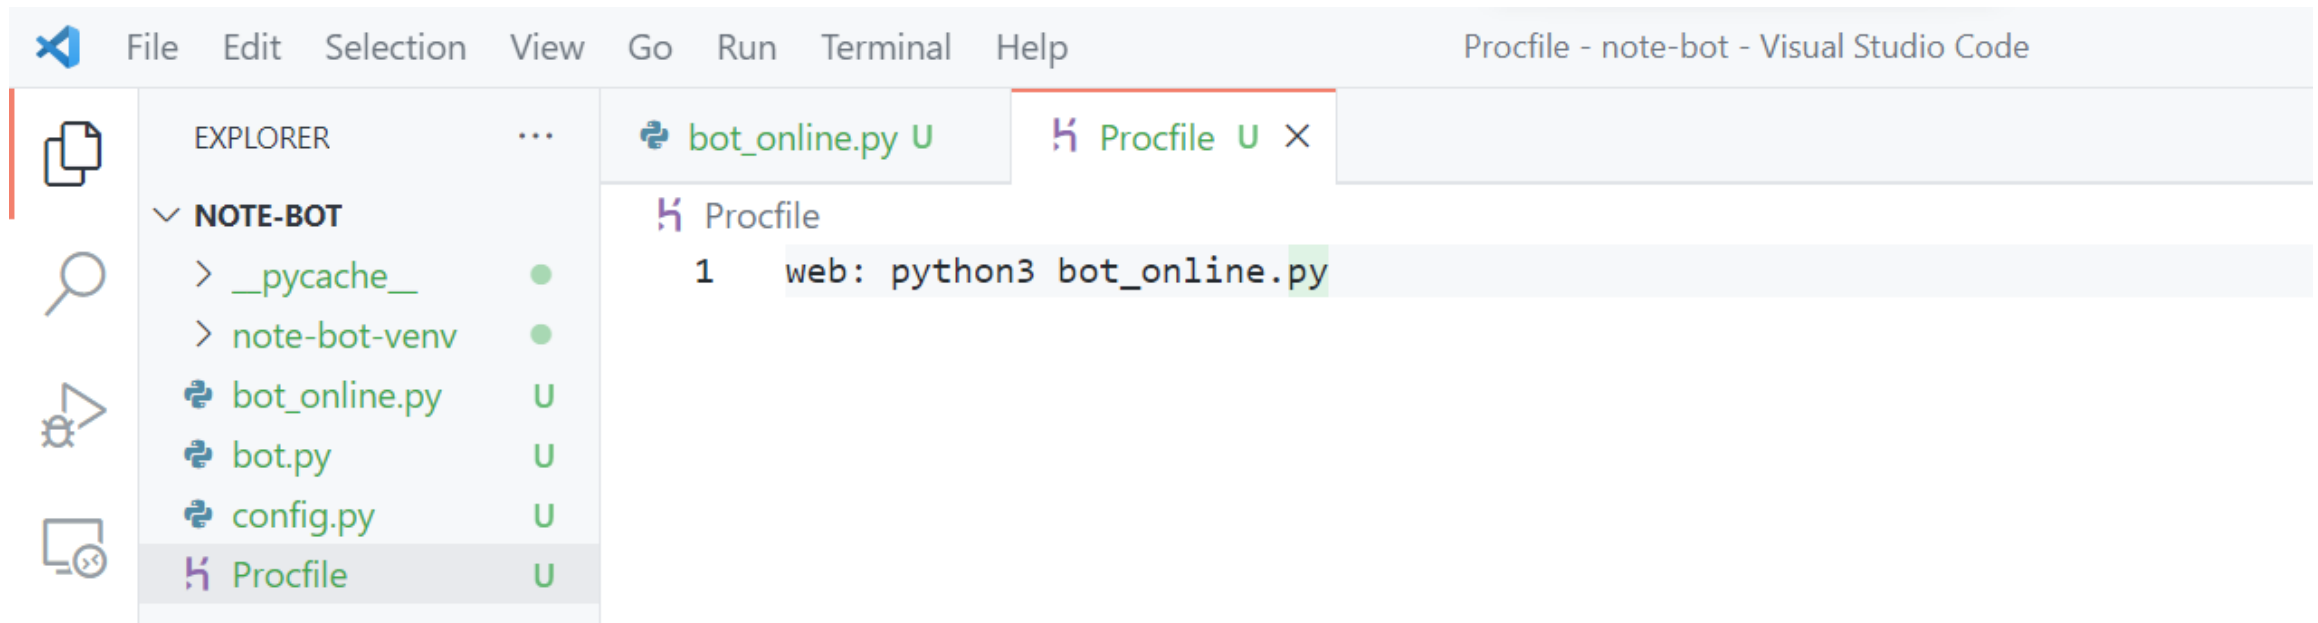 File Edit Selection View Go Run Terminal Help Procfile - note-bot - Visual Studio Code
EXPLORER ···
NOTE-BOT
__pycache__
note-bot-venv
bot_online.py U
bot.py U
config.py U
Procfile U
bot_online.py U Procfile U
Procfile
1 web: python3 bot_online.py